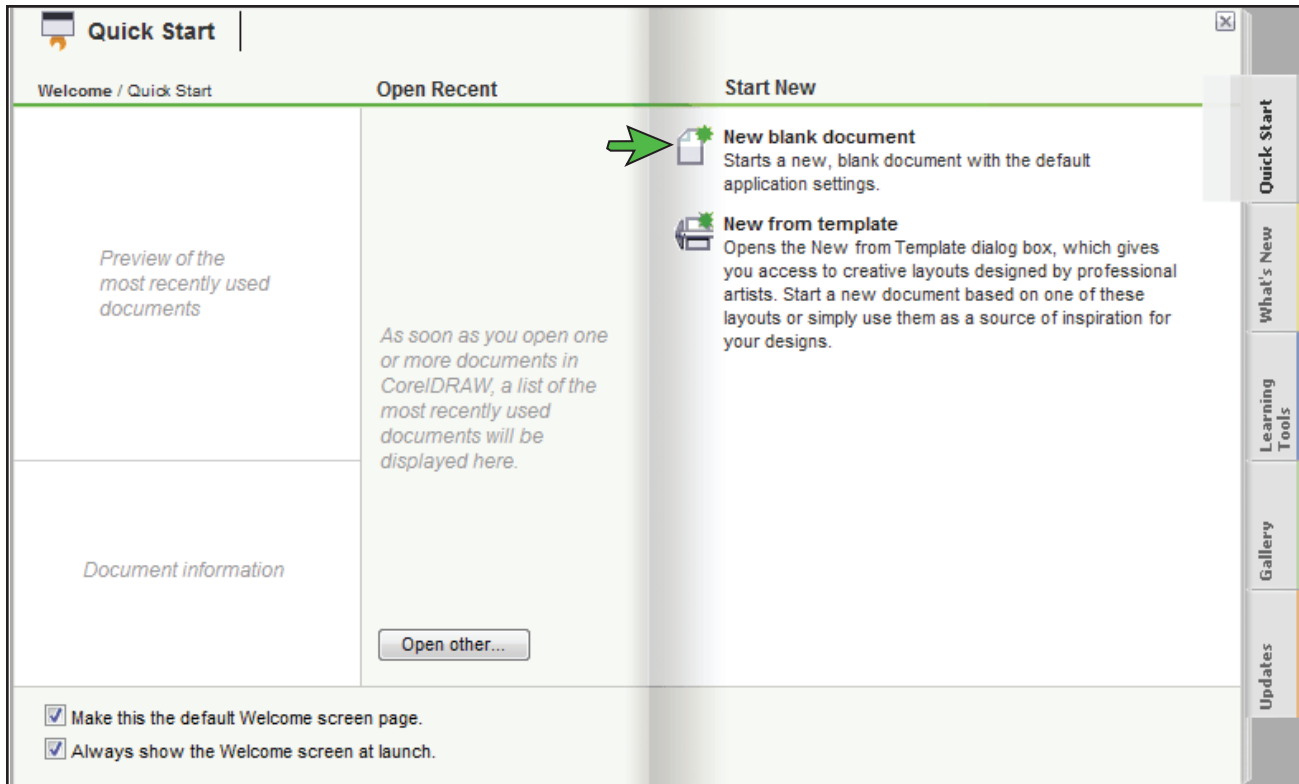 Quick Start
Welcome / Quick Start
Open Recent
Start New
Preview of the
most recently used
documents
Document information
As soon as you open one
or more documents in
CorelDRAW, a list of the
most recently used
documents will be
displayed here.
Open other...
New blank document
Starts a new, blank document with the default
application settings.
New from template
Opens the New from Template dialog box, which gives
you access to creative layouts designed by professional
artists. Start a new document based on one of these
layouts or simply use them as a source of inspiration for
your designs.
Quick Start
What's New
Learning
Tools
Gallery
Updates
Make this the default Welcome screen page.
Always show the Welcome screen at launch.